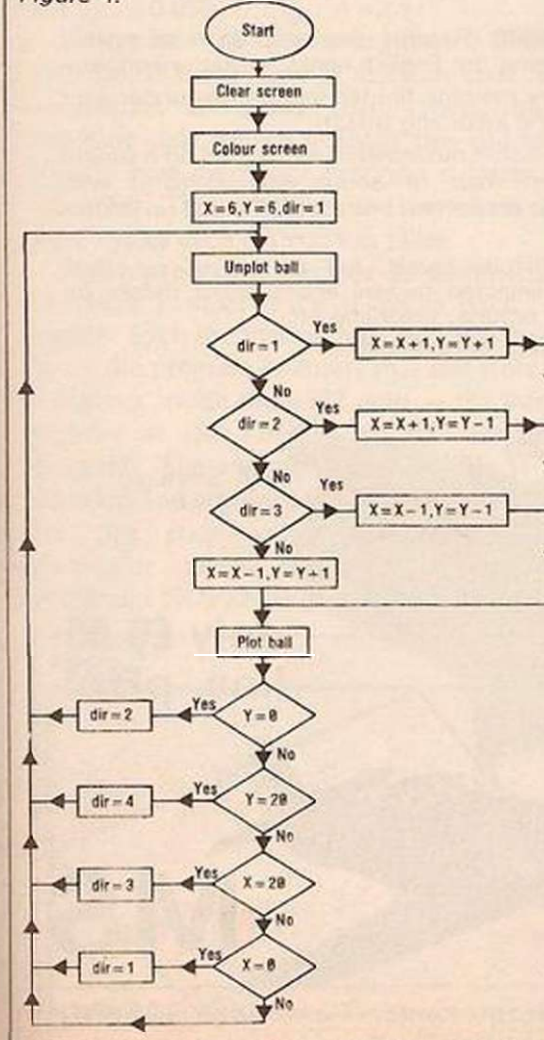 Figure 4.
Start
Clear screen
Colour screen
X=6,Y=6,dir=1
Unplot ball
dir=1
Yes
X=X+1,Y=Y+1
No
dir=2
Yes
X=X+1,Y=Y-1
No
dir=3
Yes
X=X-1,Y=Y-1
No
X=X-1,Y=Y+1
Plot ball
Y=0
Yes
dir=2
No
Y=20
Yes
dir=4
No
X=20
Yes
dir=3
No
X=0
Yes
dir=1
No